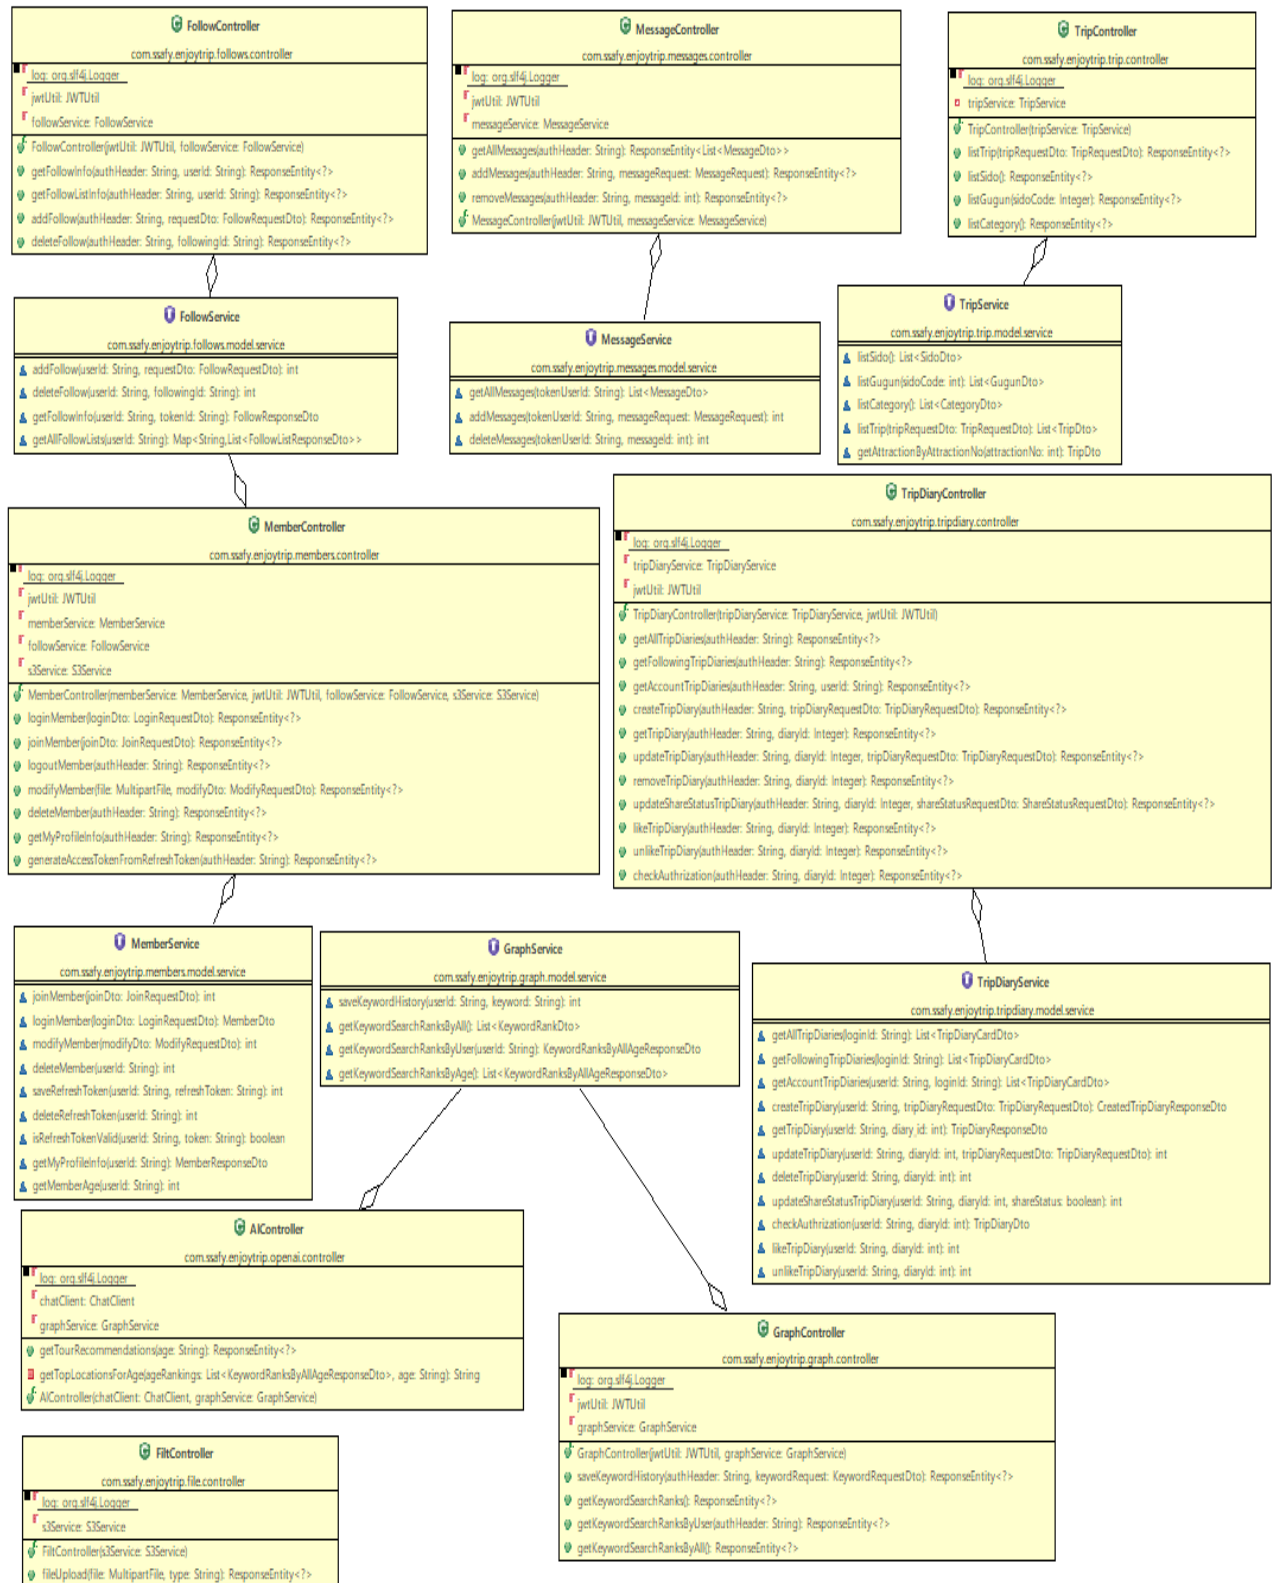 FollowController
com.ssafy.enjoytrip.follows.controller
log: org.slf4j.Logger
jwtUtil: JWTUtil
followService: FollowService
FollowController(jwtUtil: JWTUtil, followService: FollowService)
getFollowInfo(authHeader: String, userId: String): ResponseEntity<?>
getFollowListInfo(authHeader: String, userId: String): ResponseEntity<?>
addFollow(authHeader: String, requestDto: FollowRequestDto): ResponseEntity<?>
deleteFollow(authHeader: String, followingId: String): ResponseEntity<?>
MessageController
com.ssafy.enjoytrip.messages.controller
log: org.slf4j.Logger
jwtUtil: JWTUtil
messageService: MessageService
getAllMessages(authHeader: String): ResponseEntity<List<MessageDto>>
addMessages(authHeader: String, messageRequest: MessageRequest): ResponseEntity<?>
removeMessages(authHeader: String, messageId: int): ResponseEntity<?>
MessageController(jwtUtil: JWTUtil, messageService: MessageService)
TripController
com.ssafy.enjoytrip.trip.controller
log: org.slf4j.Logger
tripService: TripService
TripController(tripService: TripService)
listTrip(tripRequestDto: TripRequestDto): ResponseEntity<?>
listSido(): ResponseEntity<?>
listGugun(sidoCode: Integer): ResponseEntity<?>
listCategory(): ResponseEntity<?>
FollowService
com.ssafy.enjoytrip.follows.model.service
addFollow(userId: String, requestDto: FollowRequestDto): int
deleteFollow(userId: String, followingId: String): int
getFollowInfo(userId: String, tokenId: String): FollowResponseDto
getAllFollowLists(userId: String): Map<String,List<FollowListResponseDto>>
MessageService
com.ssafy.enjoytrip.messages.model.service
getAllMessages(tokenUserId: String): List<MessageDto>
addMessages(tokenUserId: String, messageRequest: MessageRequest): int
deleteMessages(tokenUserId: String, messageId: int): int
TripService
com.ssafy.enjoytrip.trip.model.service
listSido(): List<SidoDto>
listGugun(sidoCode: int): List<GugunDto>
listCategory(): List<CategoryDto>
listTrip(tripRequestDto: TripRequestDto): List<TripDto>
getAttractionByAttractionNo(attractionNo: int): TripDto
MemberController
com.ssafy.enjoytrip.members.controller
log: org.slf4j.Logger
jwtUtil: JWTUtil
memberService: MemberService
followService: FollowService
s3Service: S3Service
MemberController(memberService: MemberService, jwtUtil: JWTUtil, followService: FollowService, s3Service: S3Service)
loginMember(loginDto: LoginRequestDto): ResponseEntity<?>
joinMember(joinDto: JoinRequestDto): ResponseEntity<?>
logoutMember(authHeader: String): ResponseEntity<?>
modifyMember(file: MultipartFile, modifyDto: ModifyRequestDto): ResponseEntity<?>
deleteMember(authHeader: String): ResponseEntity<?>
getMyProfileInfo(authHeader: String): ResponseEntity<?>
generateAccessTokenFromRefreshToken(authHeader: String): ResponseEntity<?>
TripDiaryController
com.ssafy.enjoytrip.tripdiary.controller
log: org.slf4j.Logger
tripDiaryService: TripDiaryService
jwtUtil: JWTUtil
TripDiaryController(tripDiaryService: TripDiaryService, jwtUtil: JWTUtil)
getAllTripDiaries(authHeader: String): ResponseEntity<?>
getFollowingTripDiaries(authHeader: String): ResponseEntity<?>
getAccountTripDiaries(authHeader: String, userId: String): ResponseEntity<?>
createTripDiary(authHeader: String, tripDiaryRequestDto: TripDiaryRequestDto): ResponseEntity<?>
getTripDiary(authHeader: String, diaryId: Integer): ResponseEntity<?>
updateTripDiary(authHeader: String, diaryId: Integer, tripDiaryRequestDto: TripDiaryRequestDto): ResponseEntity<?>
removeTripDiary(authHeader: String, diaryId: Integer): ResponseEntity<?>
updateShareStatusTripDiary(authHeader: String, diaryId: Integer, shareStatusRequestDto: ShareStatusRequestDto): ResponseEntity<?>
likeTripDiary(authHeader: String, diaryId: Integer): ResponseEntity<?>
unlikeTripDiary(authHeader: String, diaryId: Integer): ResponseEntity<?>
checkAuthrization(authHeader: String, diaryId: Integer): ResponseEntity<?>
MemberService
com.ssafy.enjoytrip.members.model.service
joinMember(joinDto: JoinRequestDto): int
loginMember(loginDto: LoginRequestDto): MemberDto
modifyMember(modifyDto: ModifyRequestDto): int
deleteMember(userId: String): int
saveRefreshToken(userId: String, refreshToken: String): int
deleteRefreshToken(userId: String): int
isRefreshTokenValid(userId: String, token: String): boolean
getMyProfileInfo(userId: String): MemberResponseDto
getMemberAge(userId: String): int
GraphService
com.ssafy.enjoytrip.graph.model.service
saveKeywordHistory(userId: String, keyword: String): int
getKeywordSearchRanksByAll(): List<KeywordRankDto>
getKeywordSearchRanksByUser(userId: String): KeywordRanksByAllAgeResponseDto
getKeywordSearchRanksByAge(): List<KeywordRanksByAllAgeResponseDto>
TripDiaryService
com.ssafy.enjoytrip.tripdiary.model.service
getAllTripDiaries(loginId: String): List<TripDiaryCardDto>
getFollowingTripDiaries(loginId: String): List<TripDiaryCardDto>
getAccountTripDiaries(userId: String, loginId: String): List<TripDiaryCardDto>
createTripDiary(userId: String, tripDiaryRequestDto: TripDiaryRequestDto): CreatedTripDiaryResponseDto
getTripDiary(userId: String, diary_id: int): TripDiaryResponseDto
updateTripDiary(userId: String, diaryId: int, tripDiaryRequestDto: TripDiaryRequestDto): int
deleteTripDiary(userId: String, diaryId: int): int
updateShareStatusTripDiary(userId: String, diaryId: int, shareStatus: boolean): int
checkAuthrization(userId: String, diaryId: int): TripDiaryDto
likeTripDiary(userId: String, diaryId: int): int
unlikeTripDiary(userId: String, diaryId: int): int
AIController
com.ssafy.enjoytrip.openai.controller
log: org.slf4j.Logger
chatClient: ChatClient
graphService: GraphService
getTourRecommendations(age: String): ResponseEntity<?>
getTopLocationsForAge(ageRankings: List<KeywordRanksByAllAgeResponseDto>, age: String): String
AIController(chatClient: ChatClient, graphService: GraphService)
GraphController
com.ssafy.enjoytrip.graph.controller
log: org.slf4j.Logger
jwtUtil: JWTUtil
graphService: GraphService
GraphController(jwtUtil: JWTUtil, graphService: GraphService)
saveKeywordHistory(authHeader: String, keywordRequest: KeywordRequestDto): ResponseEntity<?>
getKeywordSearchRanks(): ResponseEntity<?>
getKeywordSearchRanksByUser(authHeader: String): ResponseEntity<?>
getKeywordSearchRanksByAll(): ResponseEntity<?>
FiltController
com.ssafy.enjoytrip.file.controller
log: org.slf4j.Logger
s3Service: S3Service
FiltController(s3Service: S3Service)
fileUpload(file: MultipartFile, type: String): ResponseEntity<?>